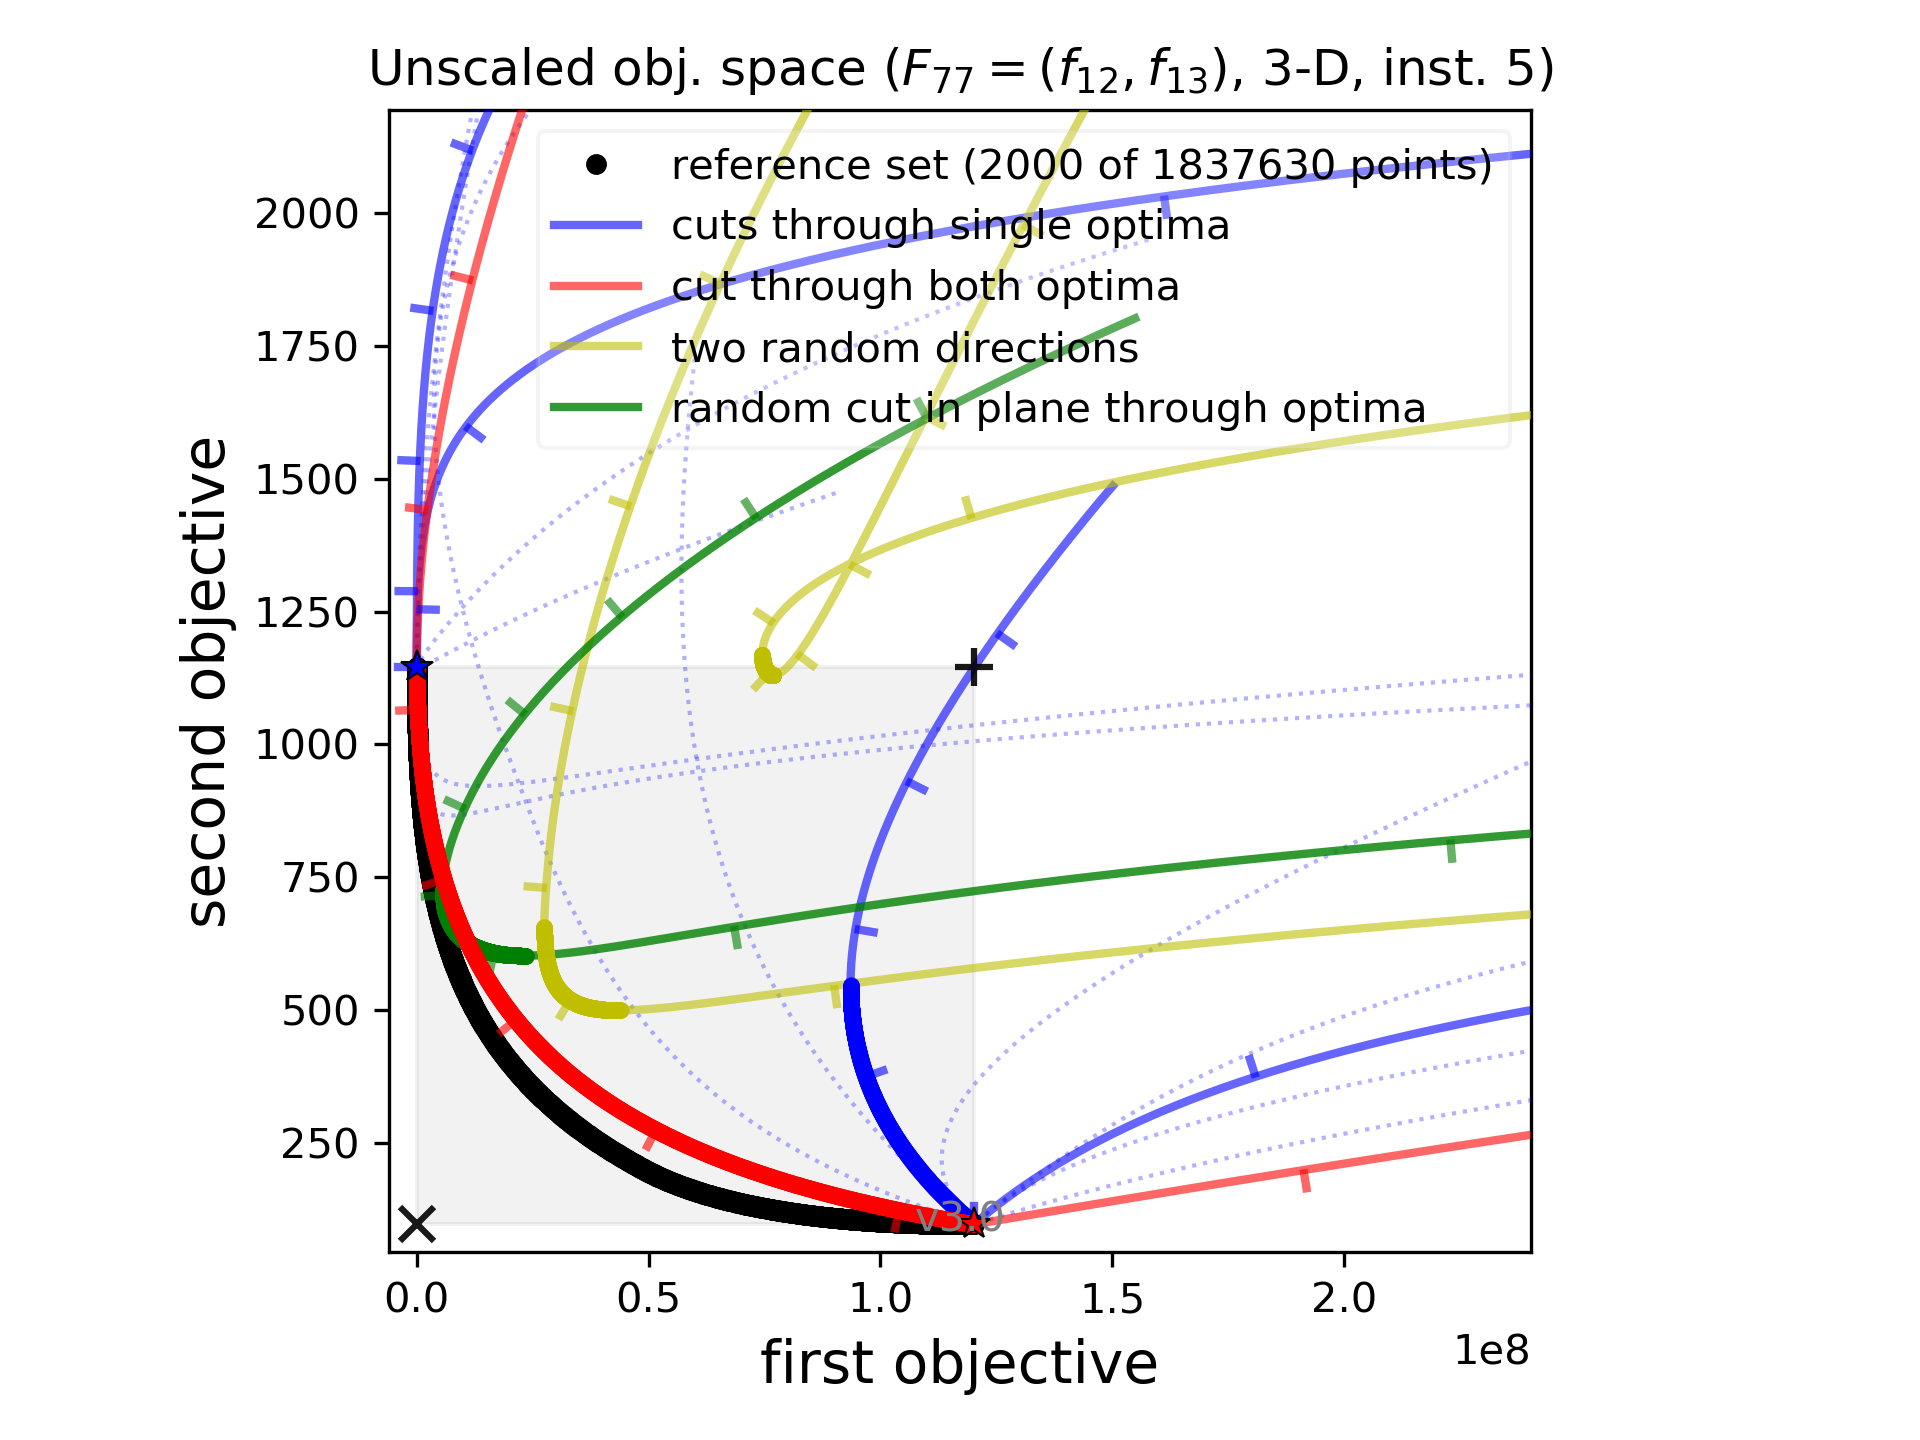 Unscaled obj. space (F77 = (f12, f13), 3-D, inst. 5)
reference set (2000 of 1837630 points)
cuts through single optima
cut through both optima
two random directions
random cut in plane through optima
second objective
2000
1750
1500
1250
1000
750
500
250
v3.0
0.0 0.5 1.0 1.5 2.0
1e8
first objective